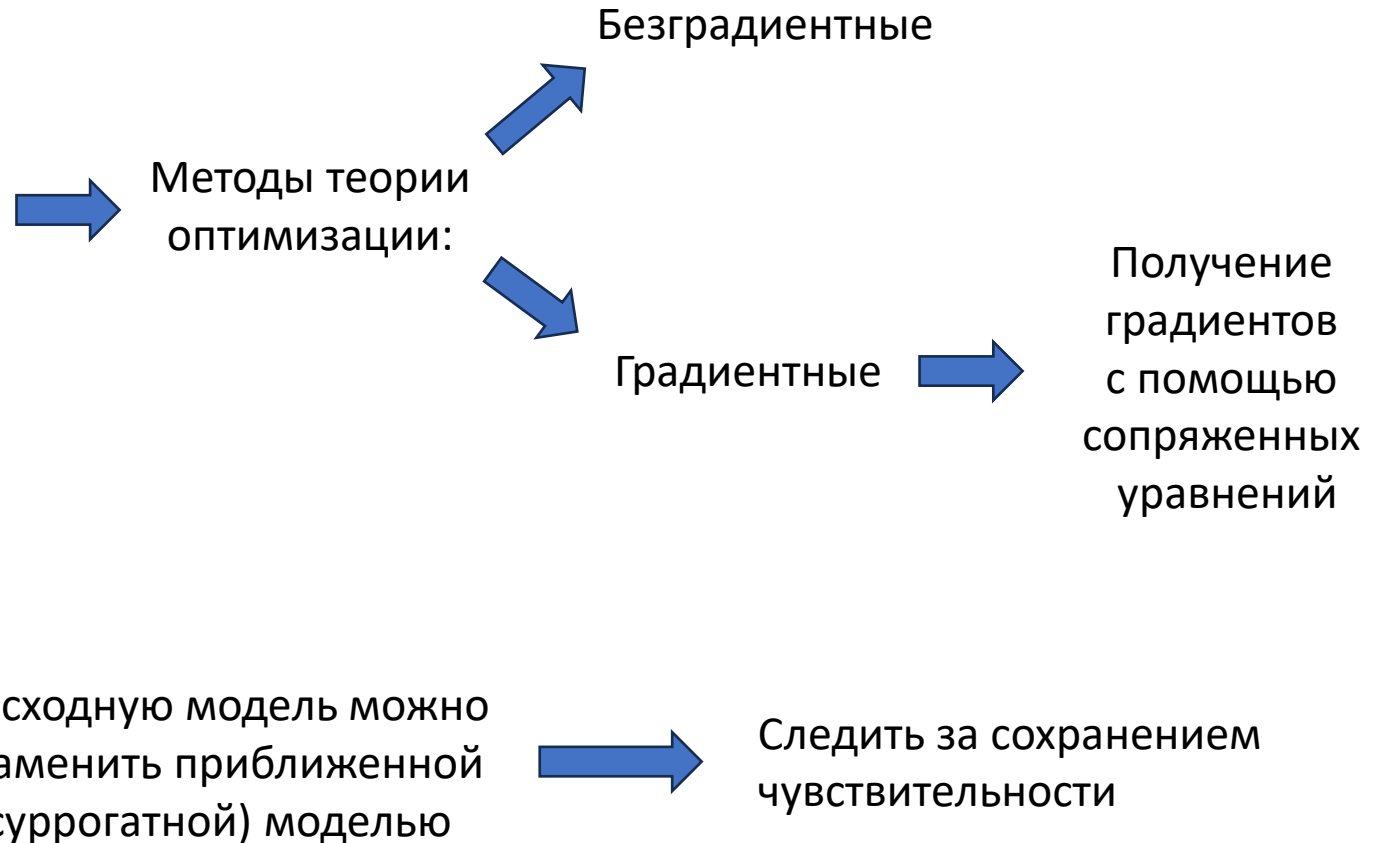 Безградиентные
Методы теории
оптимизации:
Градиентные
Получение
градиентов
с помощью
сопряженных
уравнений
сходную модель можно
аменить приближенной
суррогатной) моделью
Следить за сохранением
чувствительности